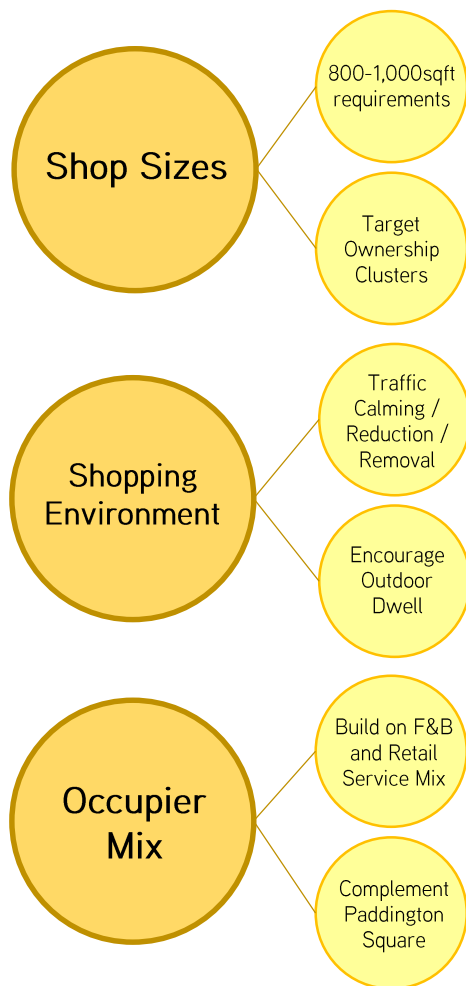 Shop Sizes
800-1,000sqft
requirements
Target
Ownership
Clusters
Shopping
Environment
Traffic
Calming /
Reduction /
Removal
Encourage
Outdoor
Dwell
Occupier
Mix
Build on F&B
and Retail
Service Mix
Complement
Paddington
Square